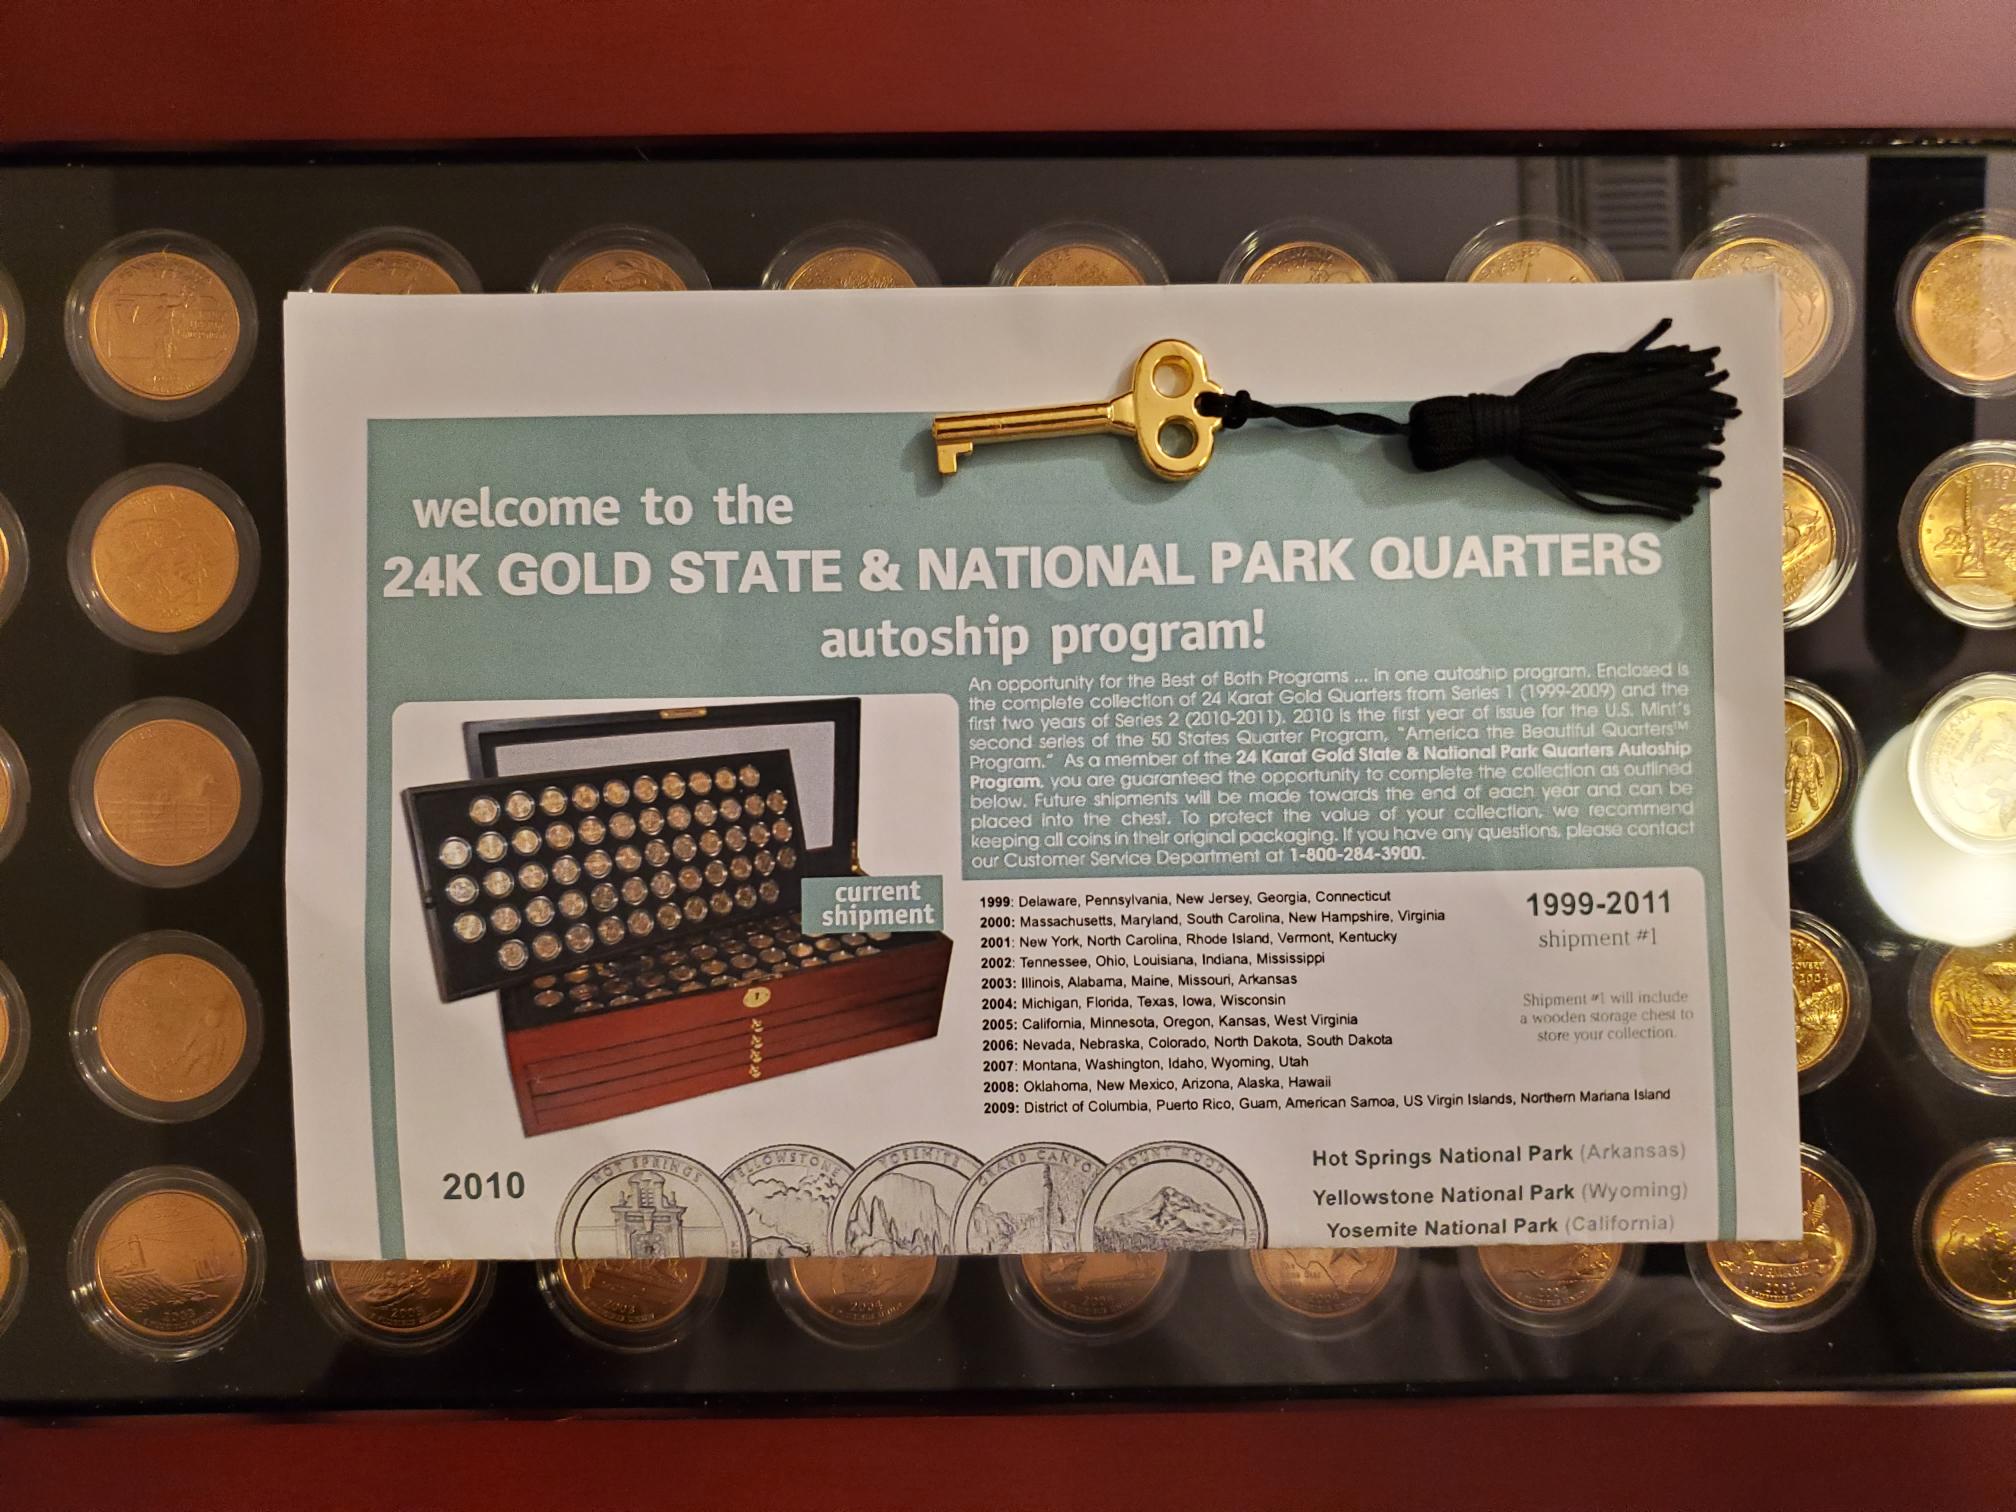 welcome to the
24K GOLD STATE & NATIONAL PARK QUARTERS
autoship program!
An opportunity for the Best of Both Programs ... in one autoship program. Enclosed is
the complete collection of 24 Karat Gold Quarters from Series 1 (1999-2009) and the
first two years of Series 2 (2010-2011). 2010 is the first year of issue for the U.S. Mint's
second series of the 50 States Quarter Program, "America the Beautiful Quarters™
Program." As a member of the 24 Karat Gold State & National Park Quarters Autoship
Program, you are guaranteed the opportunity to complete the collection as outlined
below. Future shipments will be made towards the end of each year and can be
placed into the chest. To protect the value of your collection, we recommend
keeping all coins in their original packaging. If you have any questions, please contact
our Customer Service Department at 1-800-284-3900.
current
shipment
1999: Delaware, Pennsylvania, New Jersey, Georgia, Connecticut
2000: Massachusetts, Maryland, South Carolina, New Hampshire, Virginia
2001: New York, North Carolina, Rhode Island, Vermont, Kentucky
2002: Tennessee, Ohio, Louisiana, Indiana, Mississippi
2003: Illinois, Alabama, Maine, Missouri, Arkansas
2004: Michigan, Florida, Texas, Iowa, Wisconsin
2005: California, Minnesota, Oregon, Kansas, West Virginia
2006: Nevada, Nebraska, Colorado, North Dakota, South Dakota
2007: Montana, Washington, Idaho, Wyoming, Utah
2008: Oklahoma, New Mexico, Arizona, Alaska, Hawaii
2009: District of Columbia, Puerto Rico, Guam, American Samoa, US Virgin Islands, Northern Mariana Island
1999-2011
shipment #1
Shipment #1 will include
a wooden storage chest to
store your collection.
2010
HOT SPRINGS
YELLOWSTONE
YOSEMITE
GRAND CANYON
MOUNT HOOD
Hot Springs National Park (Arkansas)
Yellowstone National Park (Wyoming)
Yosemite National Park (California)
2003
2003
2003
2004